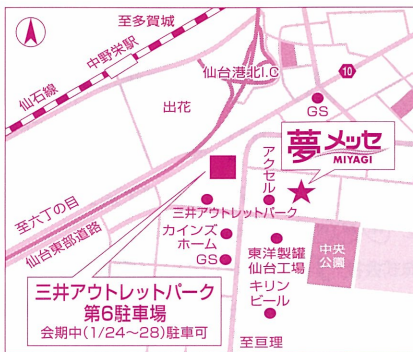 至多賀城
中野栄駅
仙石線
仙台港北I.C
10
出花
GS
夢メッセ
MIYAGI
アクセル
至六丁の目
仙台東部道路
三井アウトレットパーク
カインズ
ホーム
GS
東洋製罐
仙台工場
キリン
ビール
中央
公園
三井アウトレットパーク
第6駐車場
会期中(1/24~28)駐車可
至亘理